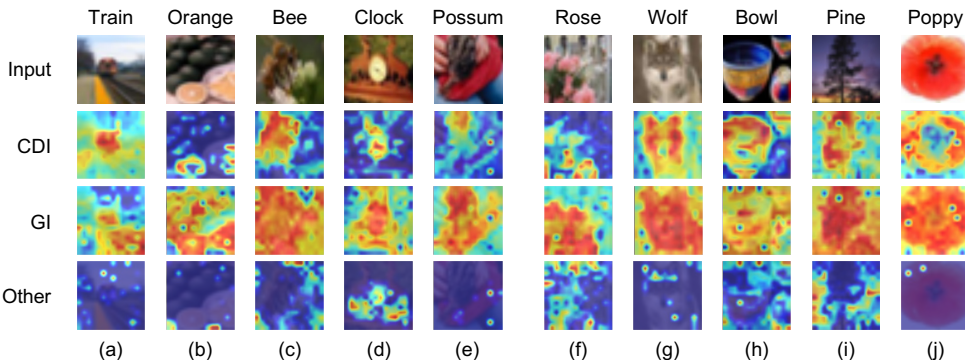 Train Orange Bee Clock Possum Rose Wolf Bowl Pine Poppy
Input
CDI
GI
Other
(a) (b) (c) (d) (e) (f) (g) (h) (i) (j)